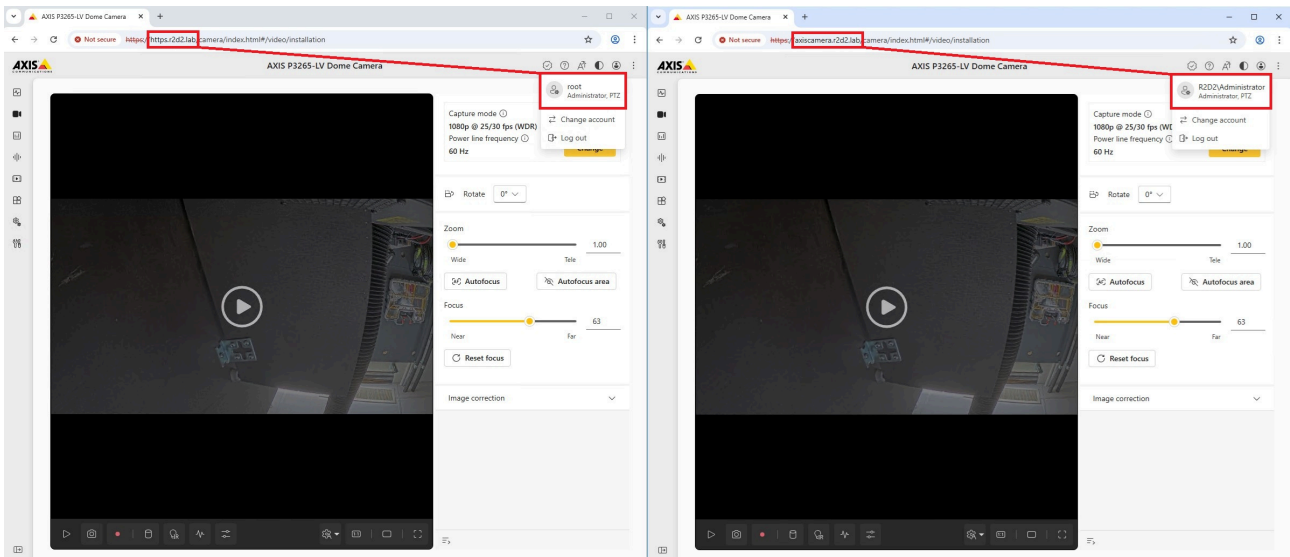 AXIS P3265-LV Dome Camera
Not secure https://https.r2d2.lab/camera/index.html#/video/installation
AXIS
COMMUNICATIONS
AXIS P3265-LV Dome Camera
root
Administrator, PTZ
Change account
Log out
Capture mode
1080p @ 25/30 fps (WDR)
Power line frequency
60 Hz
Change
Rotate 0°
Zoom
1.00
Wide Tele
Autofocus Autofocus area
Focus
63
Near Far
Reset focus
Image correction
AXIS P3265-LV Dome Camera
Not secure https://axiscamera.r2d2.lab/camera/index.html#/video/installation
AXIS
COMMUNICATIONS
AXIS P3265-LV Dome Camera
R2D2\Administrator
Administrator, PTZ
Change account
Log out
Capture mode
1080p @ 25/30 fps (WD
Power line frequency
60 Hz
Change
Rotate 0°
Zoom
1.00
Wide Tele
Autofocus Autofocus area
Focus
63
Near Far
Reset focus
Image correction